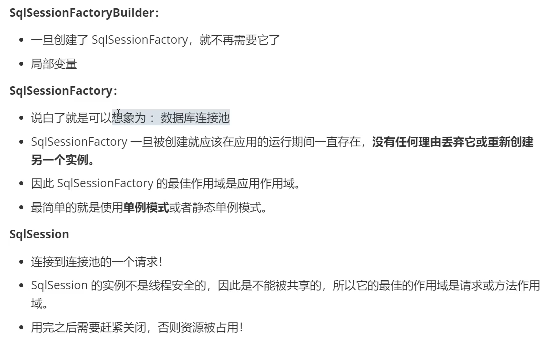 SqlSessionFactoryBuilder：
一旦创建了 SqlSessionFactory，就不再需要它了
局部变量
SqlSessionFactory：
说白了就是可以想象为 ：数据库连接池
SqlSessionFactory 一旦被创建就应该在应用的运行期间一直存在，没有任何理由丢弃它或重新创建
另一个实例。
因此 SqlSessionFactory 的最佳作用域是应用作用域。
最简单的就是使用单例模式或者静态单例模式。
SqlSession
连接到连接池的一个请求！
SqlSession 的实例不是线程安全的，因此是不能被共享的，所以它的最佳的作用域是请求或方法作用
域。
用完之后需要赶紧关闭，否则资源被占用！